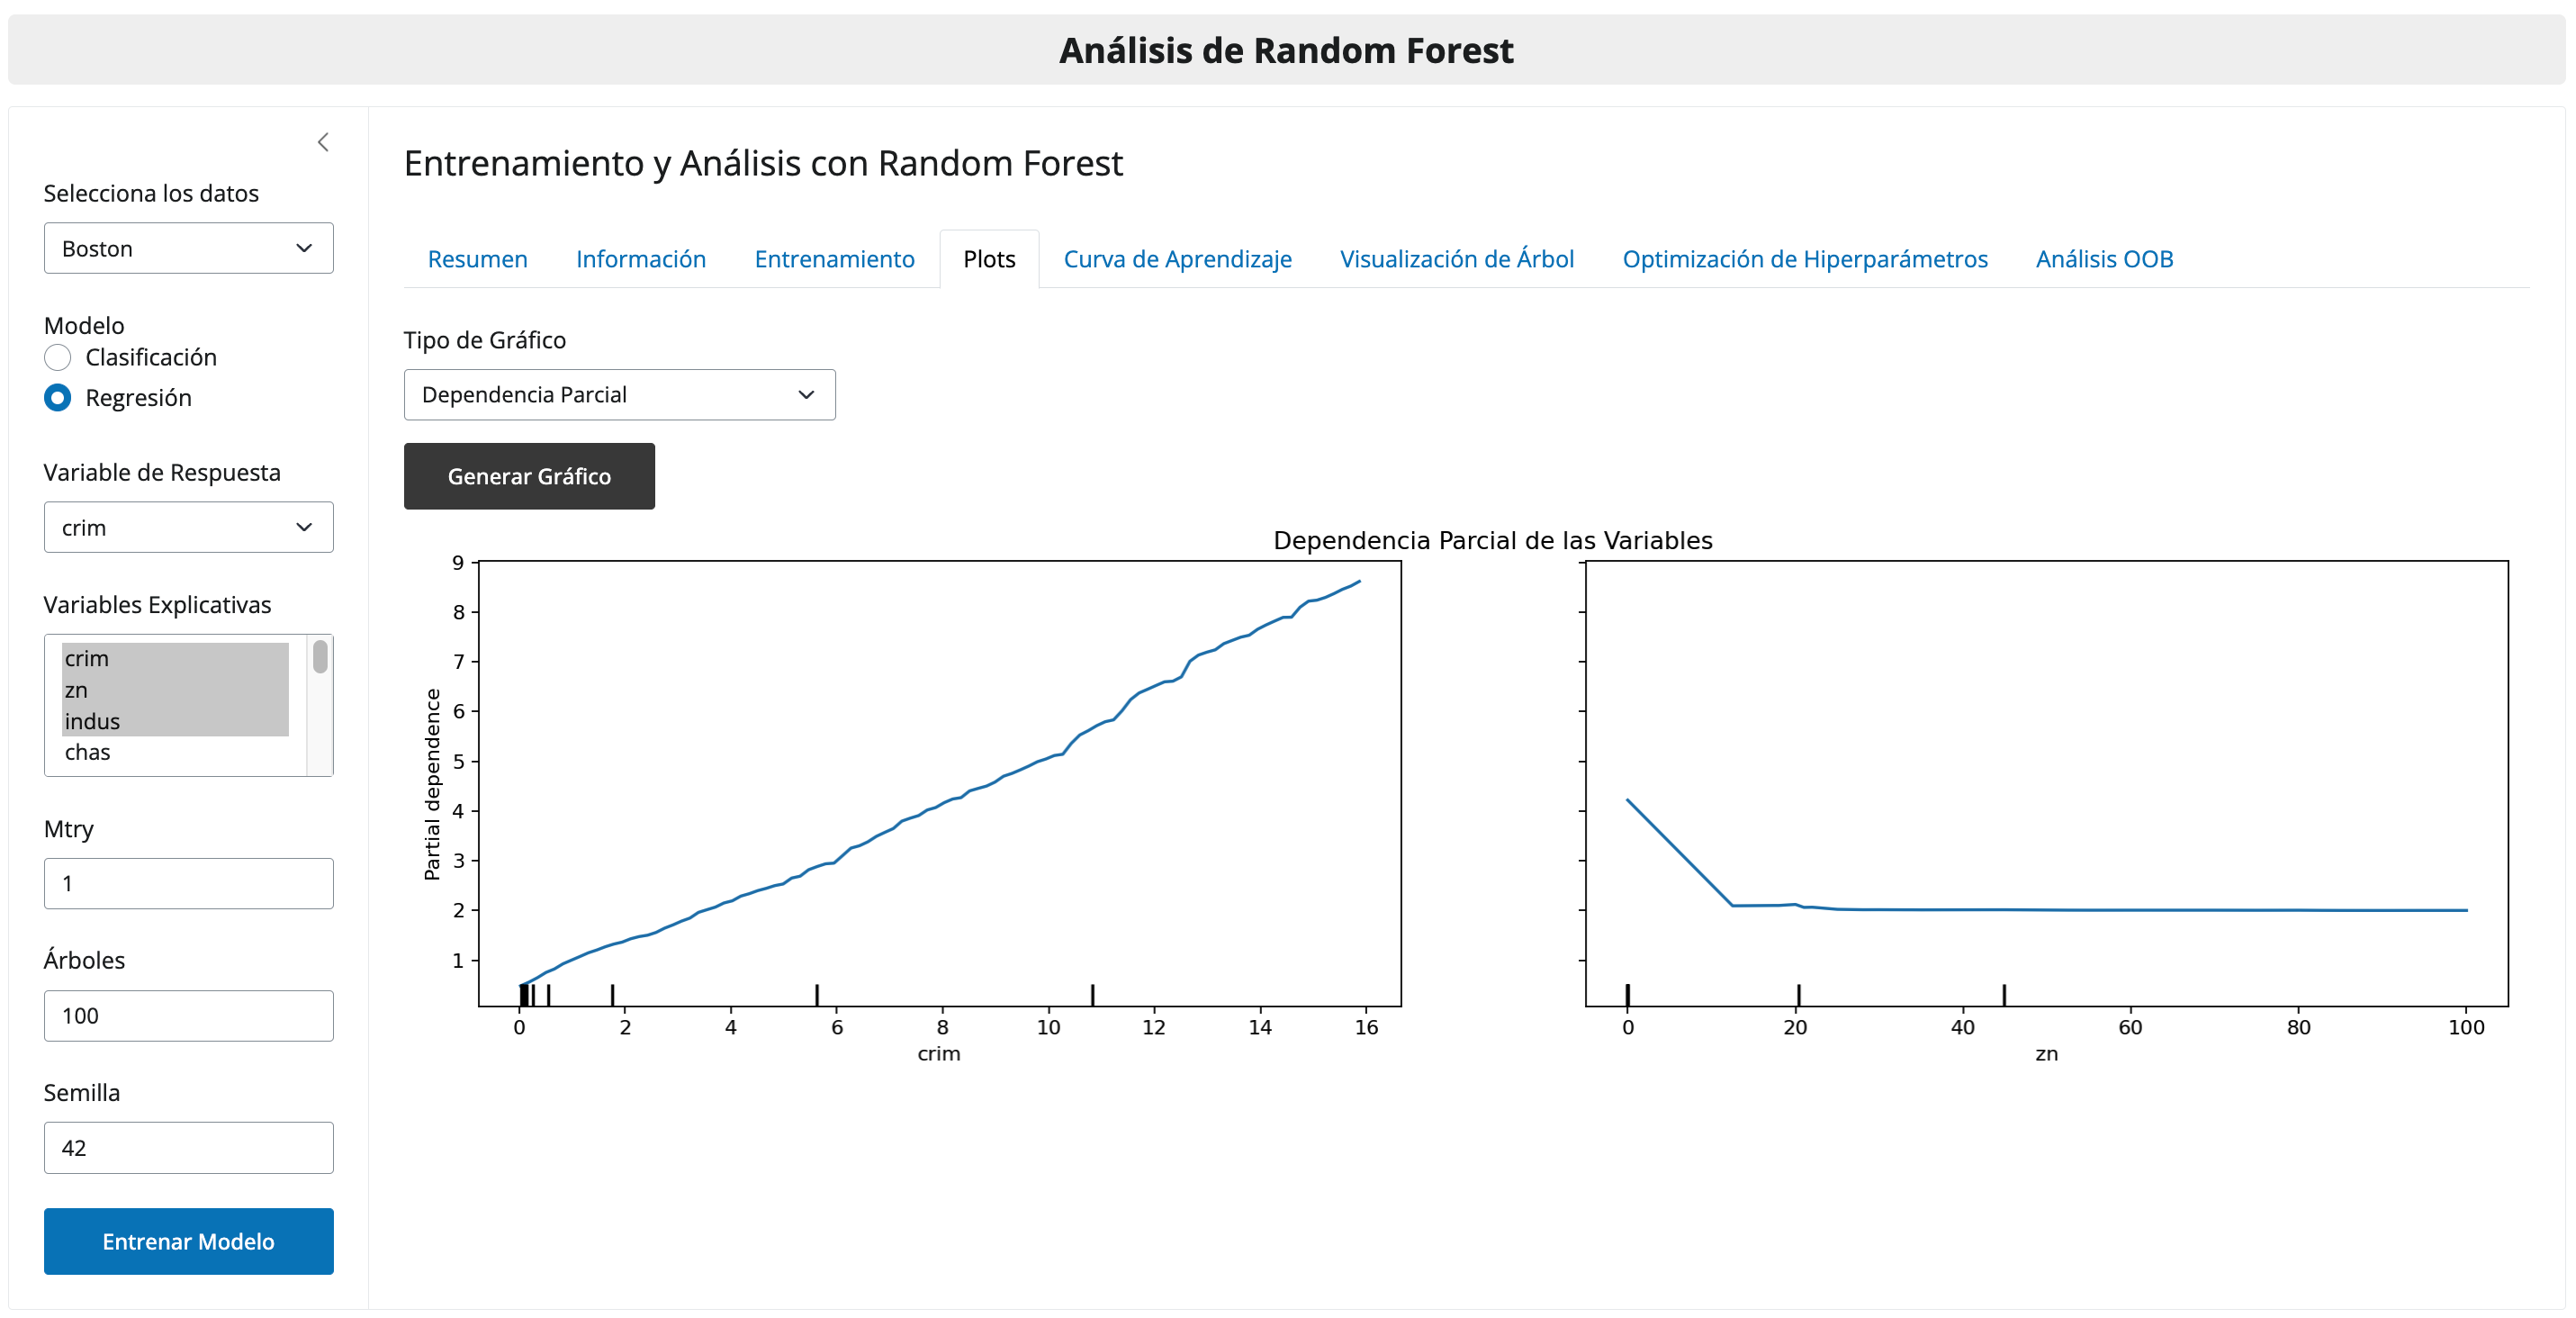 Análisis de Random Forest
Selecciona los datos
Boston
Modelo
Clasificación
Regresión
Variable de Respuesta
crim
Variables Explicativas
crim
zn
indus
chas
Mtry
1
Árboles
100
Semilla
42
Entrenar Modelo
Entrenamiento y Análisis con Random Forest
Resumen Información Entrenamiento Plots Curva de Aprendizaje Visualización de Árbol Optimización de Hiperparámetros Análisis OOB
Tipo de Gráfico
Dependencia Parcial
Generar Gráfico
Dependencia Parcial de las Variables
Partial dependence
9
8
7
6
5
4
3
2
1
0 2 4 6 8 10 12 14 16
crim
0 20 40 60 80 100
zn